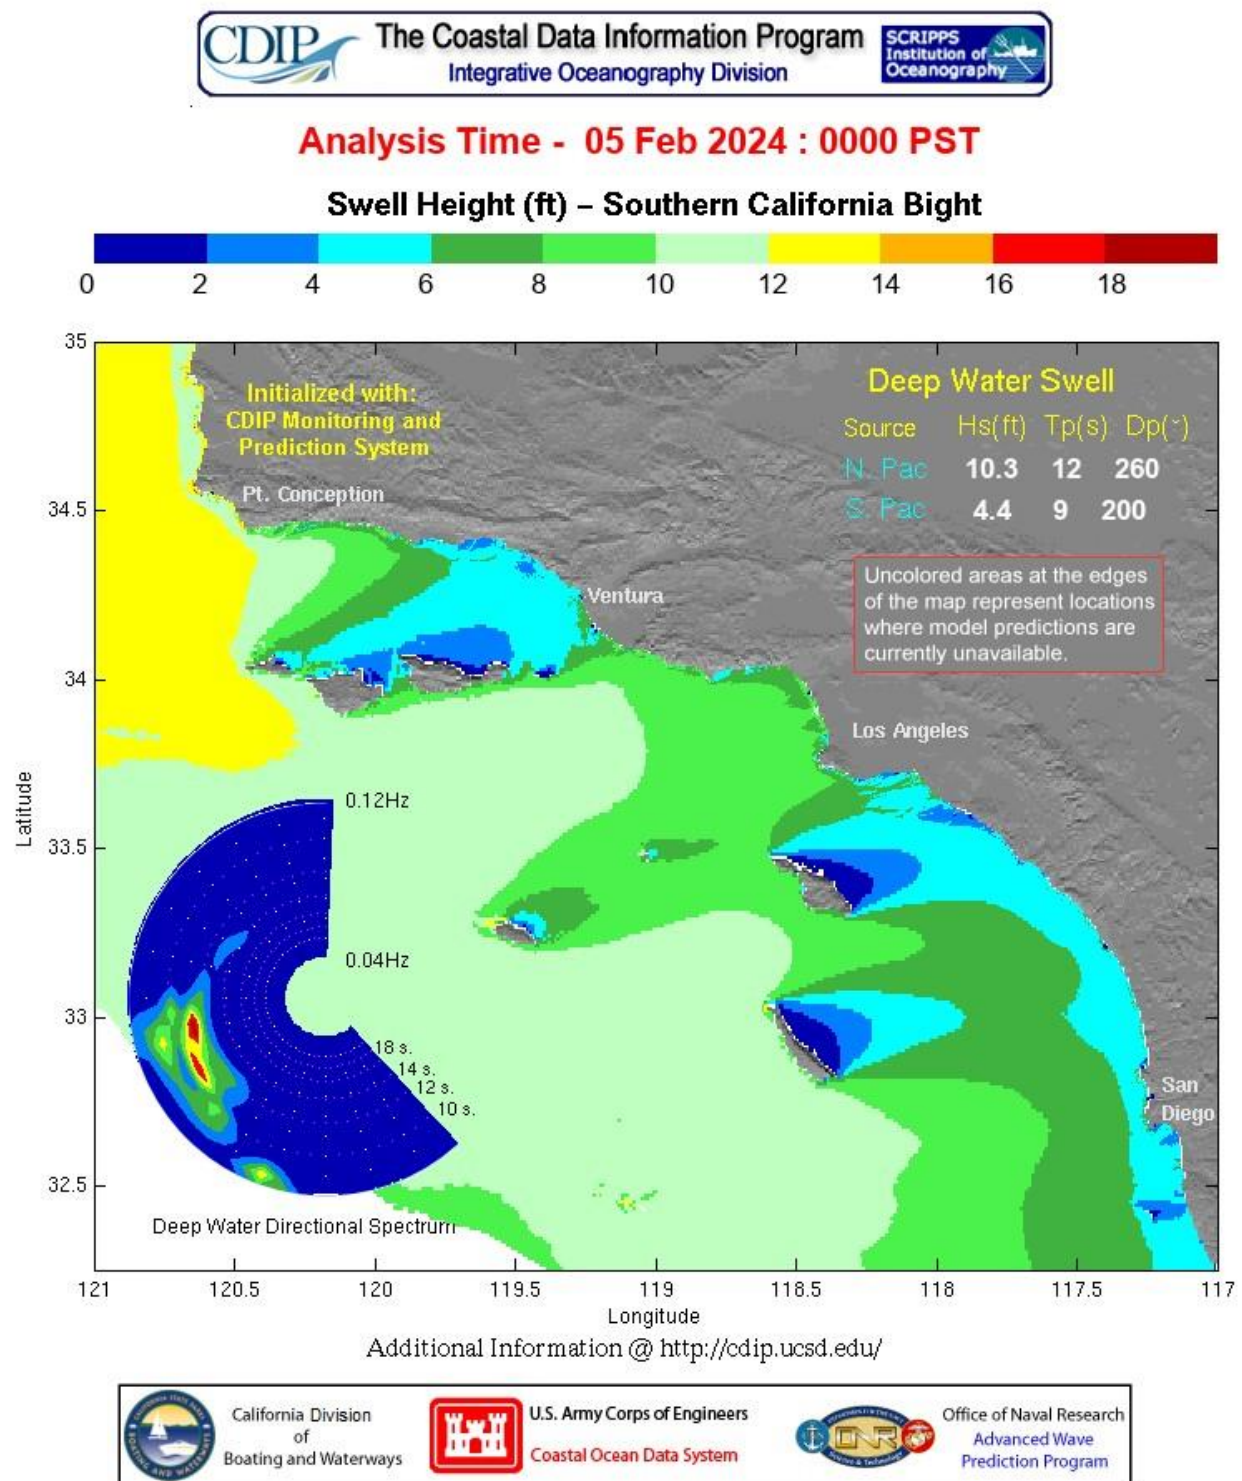 CDIP
The Coastal Data Information Program
Integrative Oceanography Division
SCRIPPS
Institution of
Oceanography
Analysis Time - 05 Feb 2024 : 0000 PST
Swell Height (ft) – Southern California Bight
0 2 4 6 8 10 12 14 16 18
35
34.5
34
33.5
33
32.5
Latitude
Initialized with:
CDIP Monitoring and
Prediction System
Pt. Conception
Deep Water Swell
Source Hs(ft) Tp(s) Dp(˜)
N. Pac 10.3 12 260
S. Pac 4.4 9 200
Uncolored areas at the edges
of the map represent locations
where model predictions are
currently unavailable.
Ventura
Los Angeles
San
Diego
0.12Hz
0.04Hz
18 s.
14 s.
12 s.
10 s.
Deep Water Directional Spectrum
121 120.5 120 119.5 119 118.5 118 117.5 117
Longitude
Additional Information @ http://cdip.ucsd.edu/
California Division
of
Boating and Waterways
U.S. Army Corps of Engineers
Coastal Ocean Data System
ONR
Office of Naval Research
Advanced Wave
Prediction Program